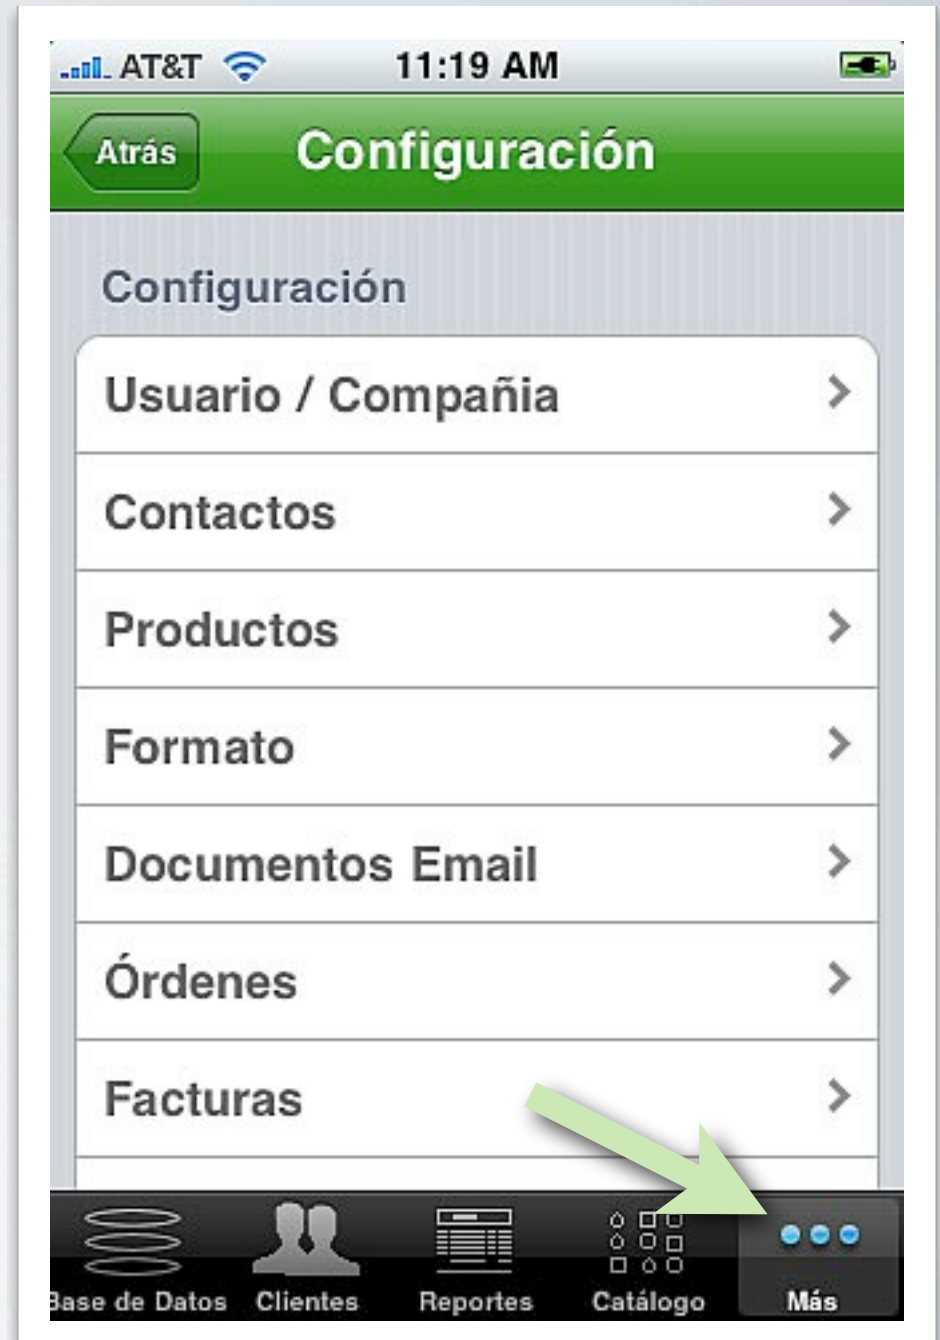 AT&T 11:19 AM
Atrás Configuración
Configuración
Usuario / Compañia
Contactos
Productos
Formato
Documentos Email
Órdenes
Facturas
Base de Datos Clientes Reportes Catálogo Más